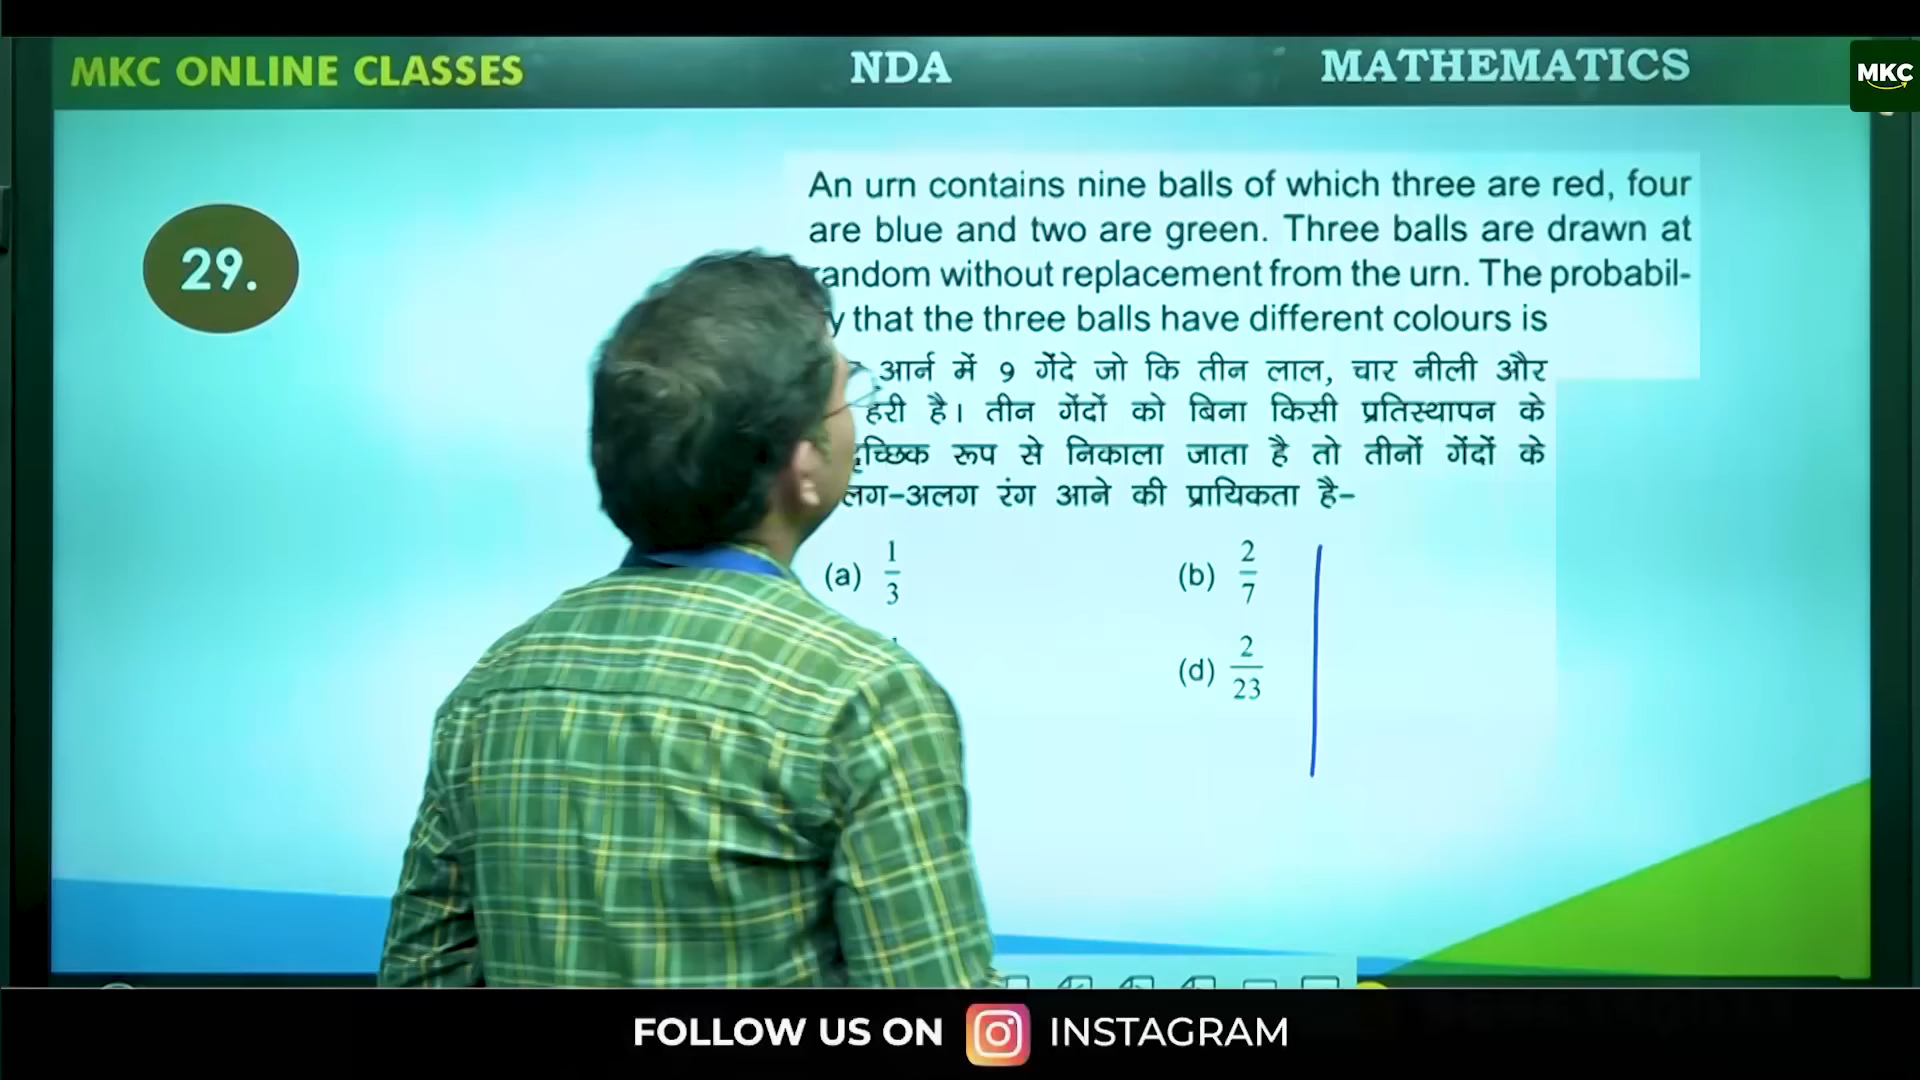 MKC ONLINE CLASSES NDA MATHEMATICS
MKC
29.
An urn contains nine balls of which three are red, four
are blue and two are green. Three balls are drawn at
random without replacement from the urn. The probabil-
y that the three balls have different colours is
आर्न में 9 गेंदे जो कि तीन लाल, चार नीली और
हरी है। तीन गेंदों को बिना किसी प्रतिस्थापन के
रूप से निकाला जाता है तो तीनों गेंदों के
लग-अलग रंग आने की प्रायिकता है-
(a) 1/3 (b) 2/7
(d) 2/23
FOLLOW US ON INSTAGRAM